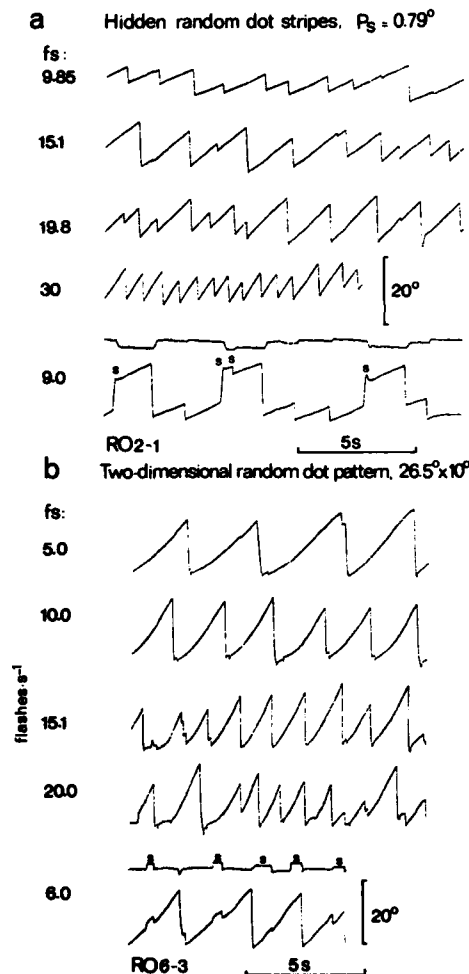 a Hidden random dot stripes, Ps = 0.79°
fs:
9.85
15.1
19.8
30
20°
s s s s
9.0
RO2-1 5s
b Two-dimensional random dot pattern, 26.5°x10°
fs:
5.0
10.0
flashes·s⁻¹
15.1
20.0
s s s s s
6.0
20°
RO6-3 5s